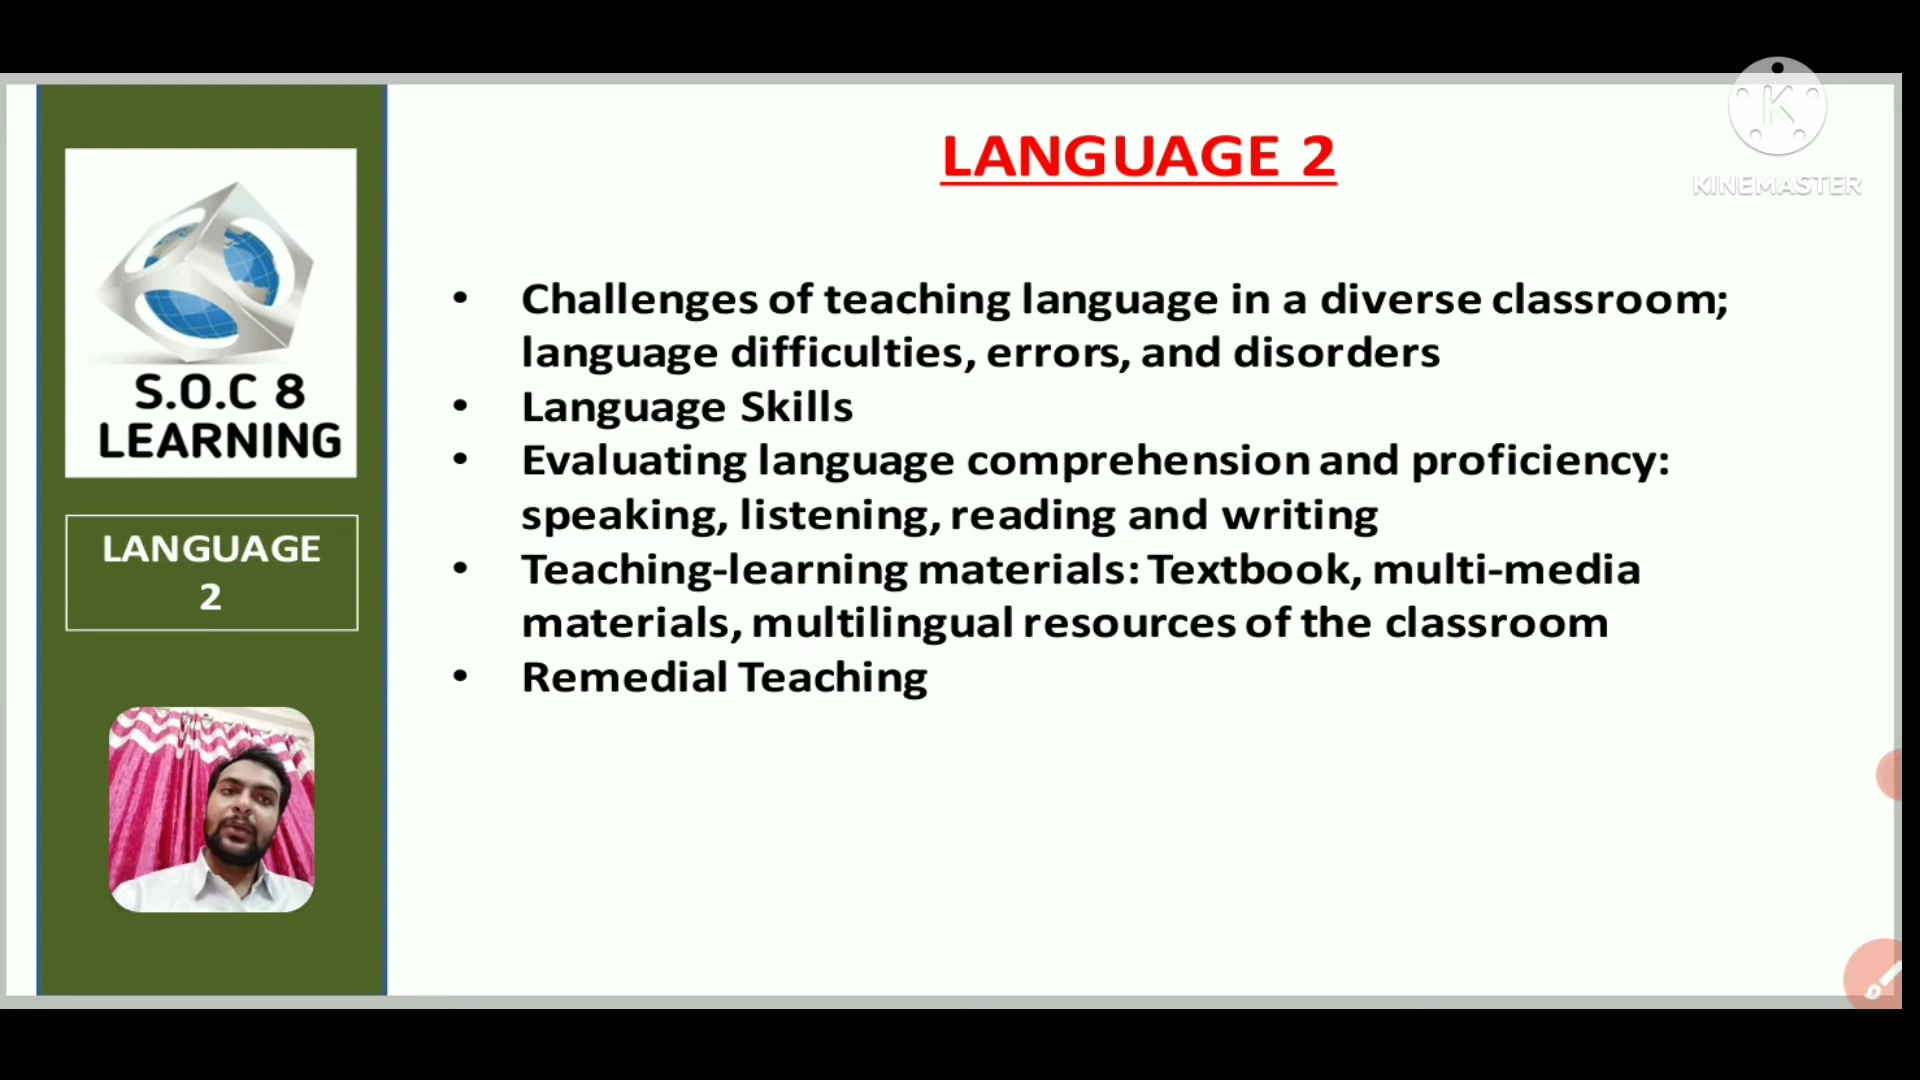 LANGUAGE 2
K
KINEMASTER
S.O.C 8
LEARNING
LANGUAGE
2
• Challenges of teaching language in a diverse classroom;
language difficulties, errors, and disorders
• Language Skills
• Evaluating language comprehension and proficiency:
speaking, listening, reading and writing
• Teaching-learning materials: Textbook, multi-media
materials, multilingual resources of the classroom
• Remedial Teaching